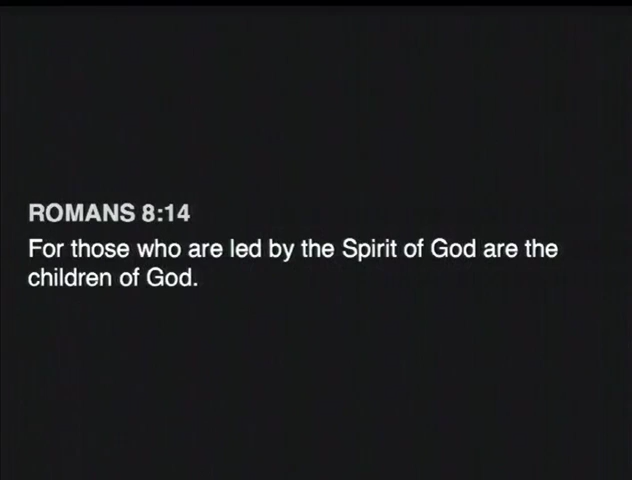 ROMANS 8:14
For those who are led by the Spirit of God are the
children of God.